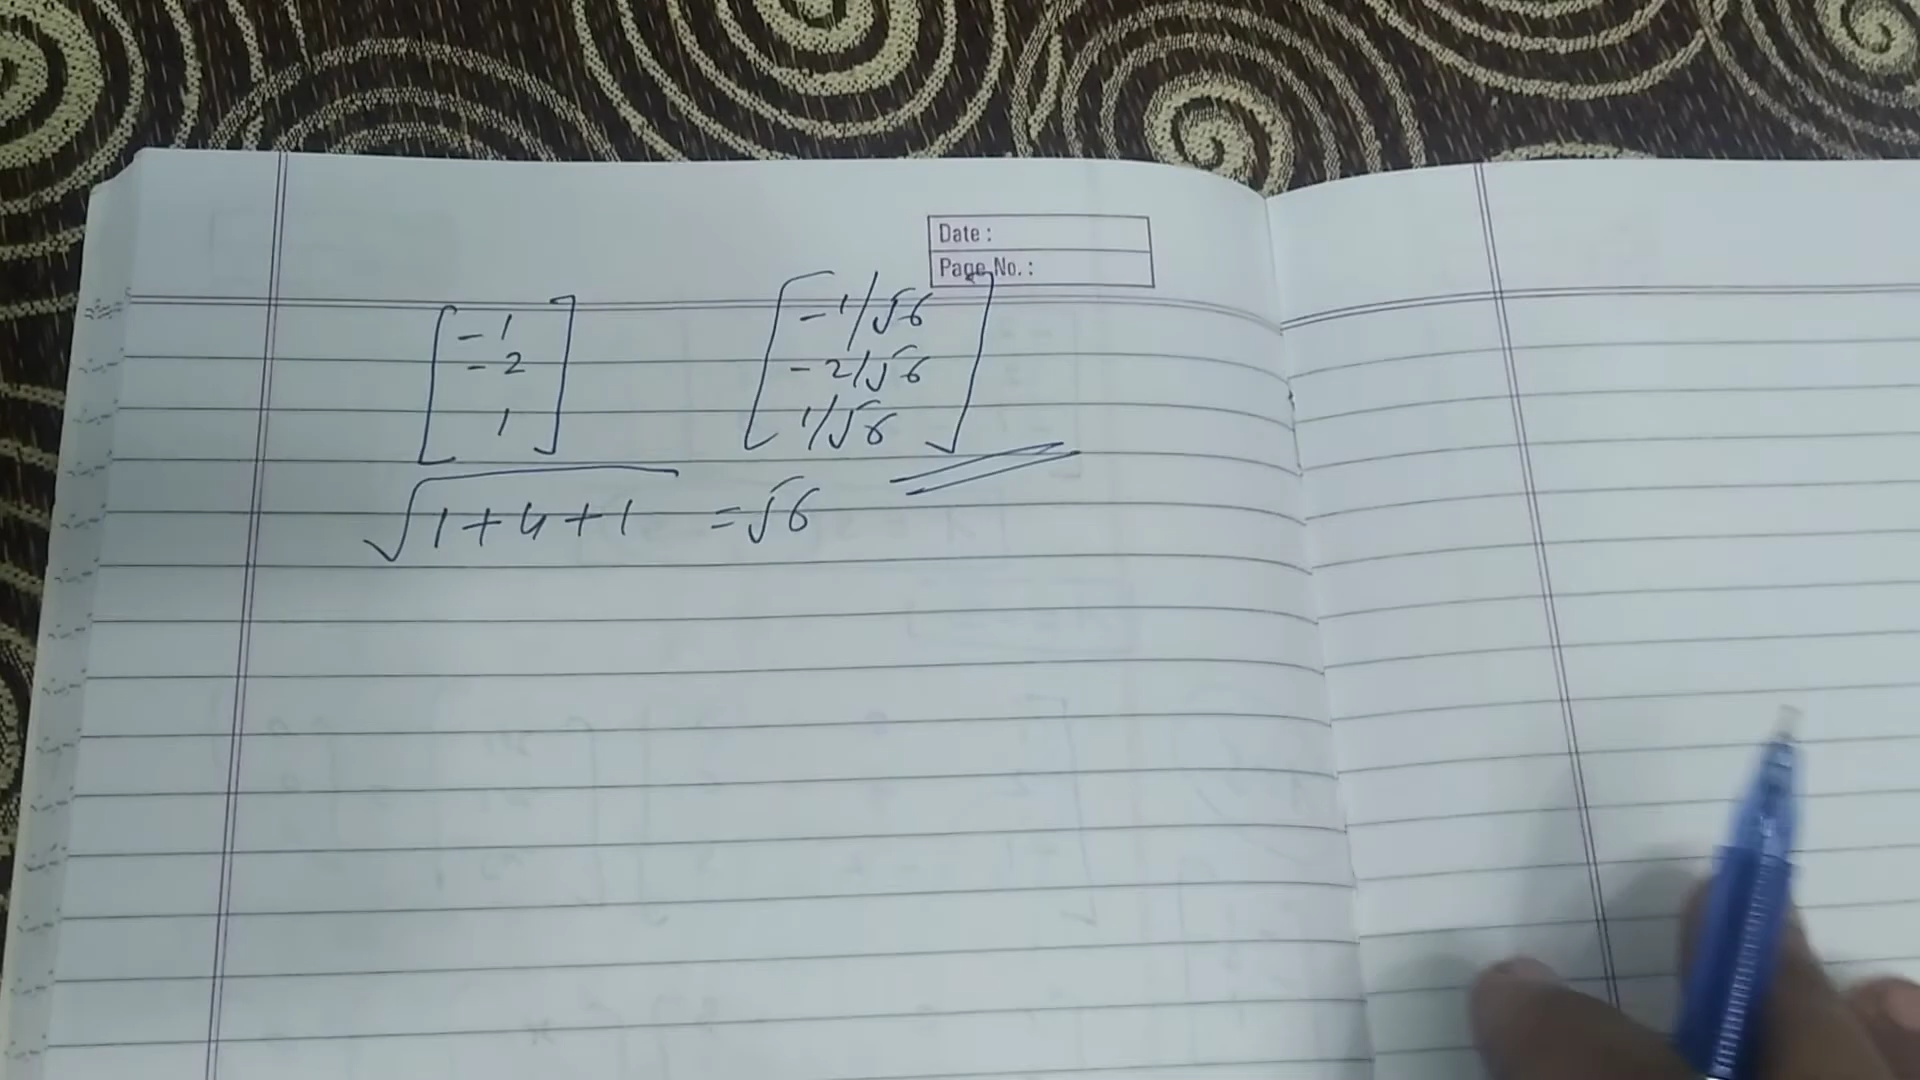 Date :
Page No. :
[-1
-2
1]
[-1/√6
-2/√6
1/√6]
√1+4+1 = √6